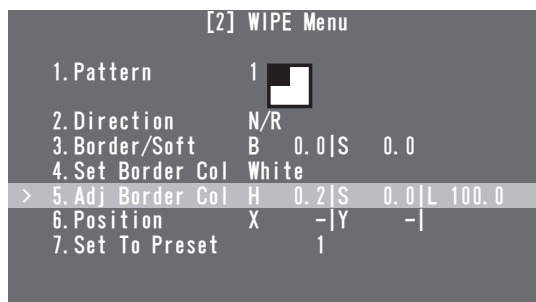 [2] WIPE Menu
1.Pattern 1
2.Direction N/R
3.Border/Soft B 0.0|S 0.0
4.Set Border Col White
> 5.Adj Border Col H 0.2|S 0.0|L 100.0
6.Position X -|Y -|
7.Set To Preset 1